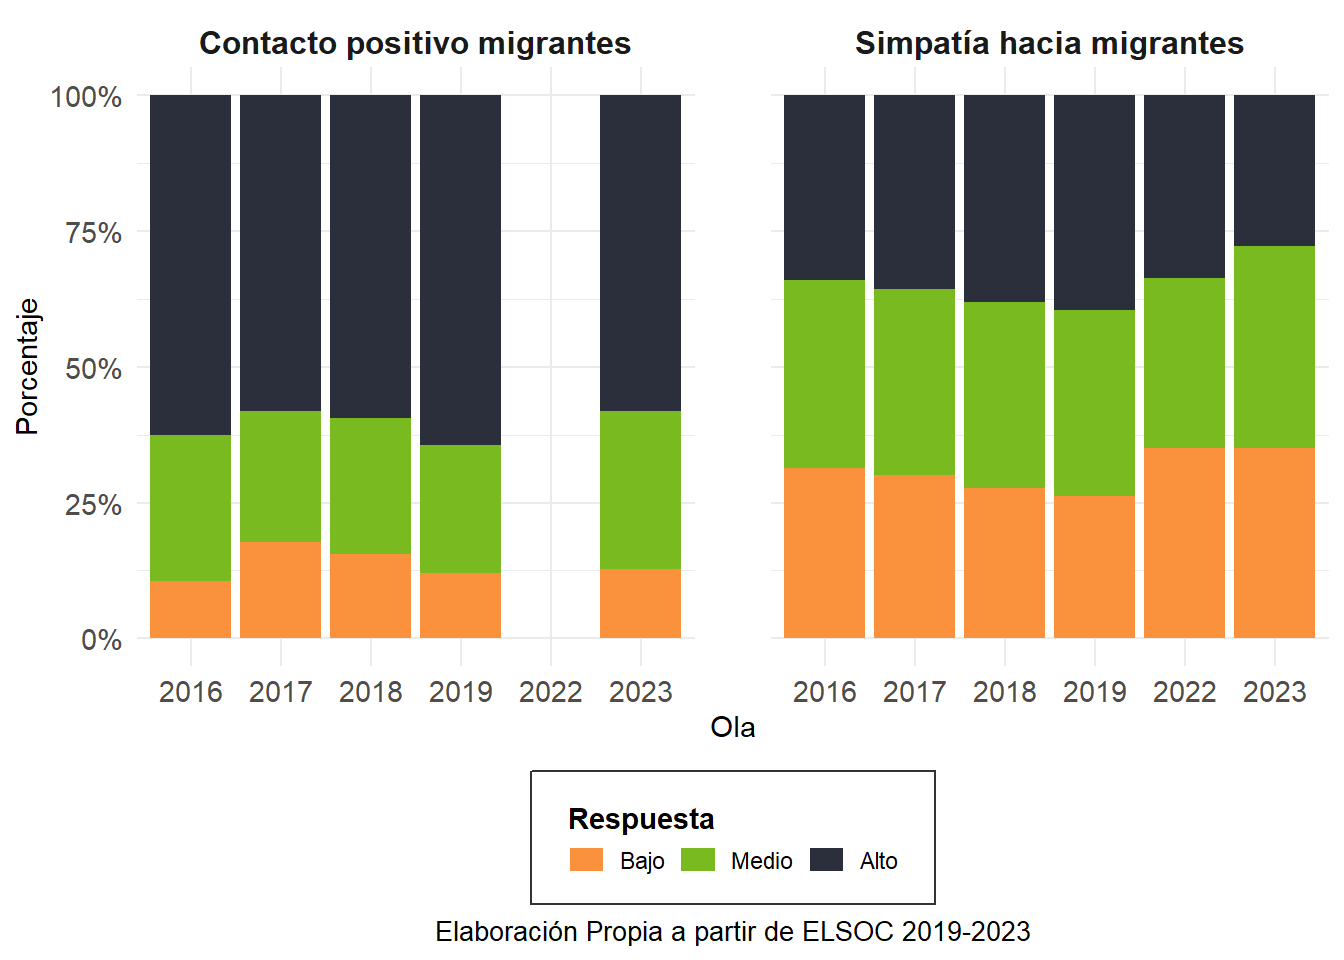 Contacto positivo migrantes
Simpatía hacia migrantes
Porcentaje
100%
75%
50%
25%
0%
2016 2017 2018 2019 2022 2023
2016 2017 2018 2019 2022 2023
Ola
Respuesta
Bajo Medio Alto
Elaboración Propia a partir de ELSOC 2019-2023